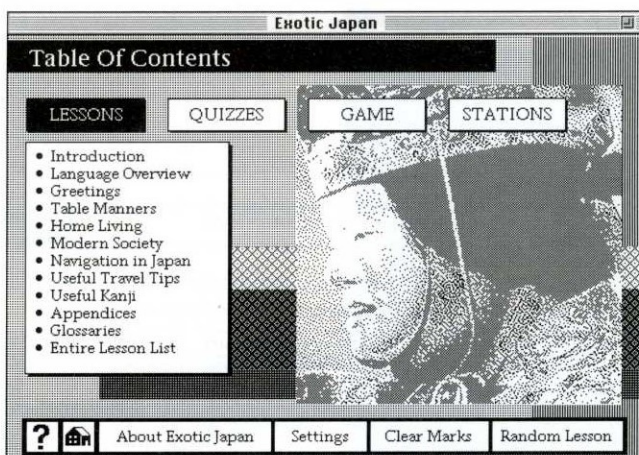 Exotic Japan
Table Of Contents
LESSONS
QUIZZES
GAME
STATIONS
• Introduction
• Language Overview
• Greetings
• Table Manners
• Home Living
• Modern Society
• Navigation in Japan
• Useful Travel Tips
• Useful Kanji
• Appendices
• Glossaries
• Entire Lesson List
?
About Exotic Japan
Settings
Clear Marks
Random Lesson